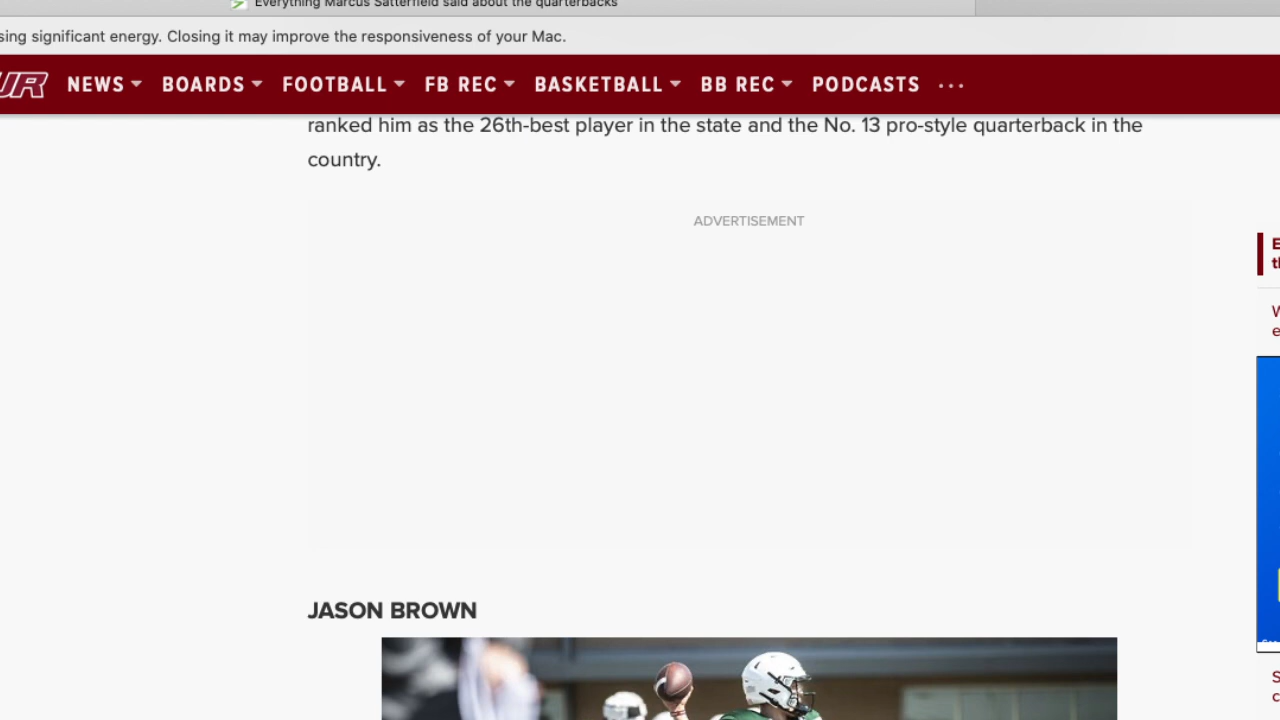 Everything Marcus Satterfield said about the quarterbacks
sing significant energy. Closing it may improve the responsiveness of your Mac.
NEWS BOARDS FOOTBALL FB REC BASKETBALL BB REC PODCASTS ...
ranked him as the 26th-best player in the state and the No. 13 pro-style quarterback in the
country.
ADVERTISEMENT
JASON BROWN